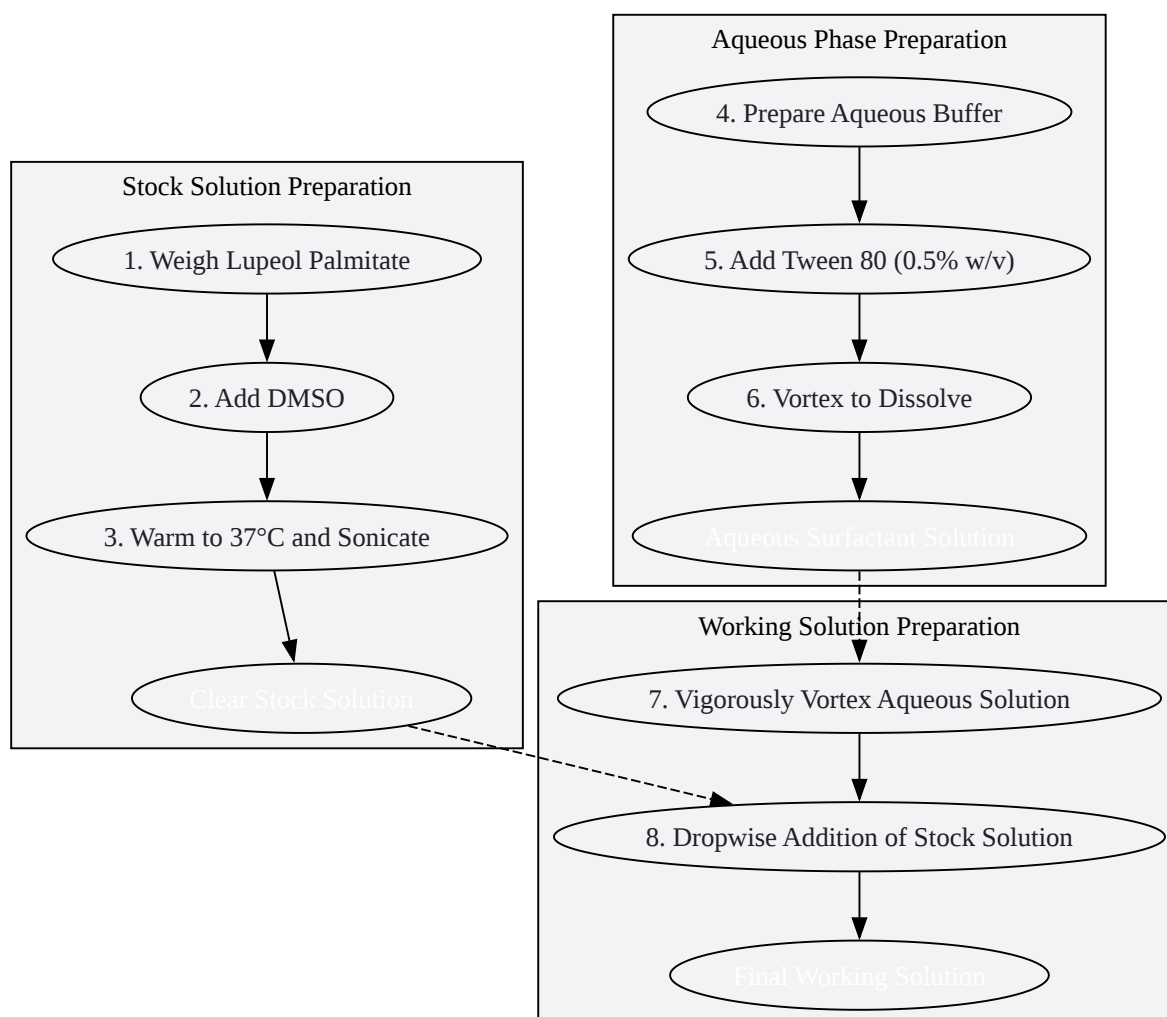 Stock Solution Preparation
1. Weigh Lupeol Palmitate
2. Add DMSO
3. Warm to 37°C and Sonicate
Clear Stock Solution
Aqueous Phase Preparation
4. Prepare Aqueous Buffer
5. Add Tween 80 (0.5% w/v)
6. Vortex to Dissolve
Aqueous Surfactant Solution
Working Solution Preparation
7. Vigorously Vortex Aqueous Solution
8. Dropwise Addition of Stock Solution
Final Working Solution